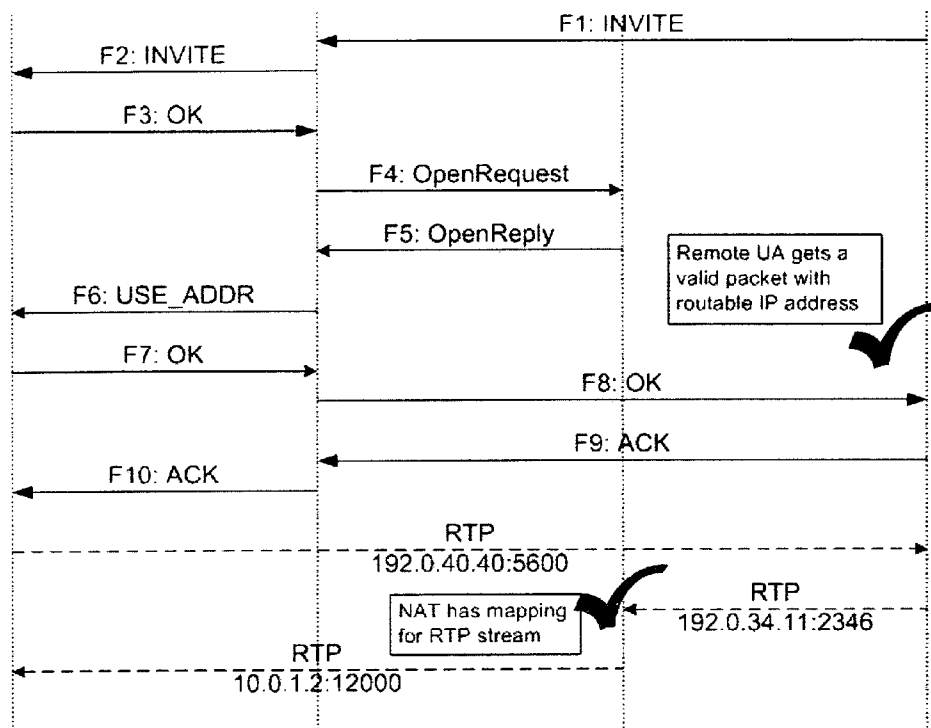 F1: INVITE
F2: INVITE
F3: OK
F4: OpenRequest
F5: OpenReply
Remote UA gets a
valid packet with
routable IP address
F6: USE_ADDR
F7: OK
F8: OK
F9: ACK
F10: ACK
RTP
192.0.40.40:5600
NAT has mapping
for RTP stream
RTP
192.0.34.11:2346
RTP
10.0.1.2:12000